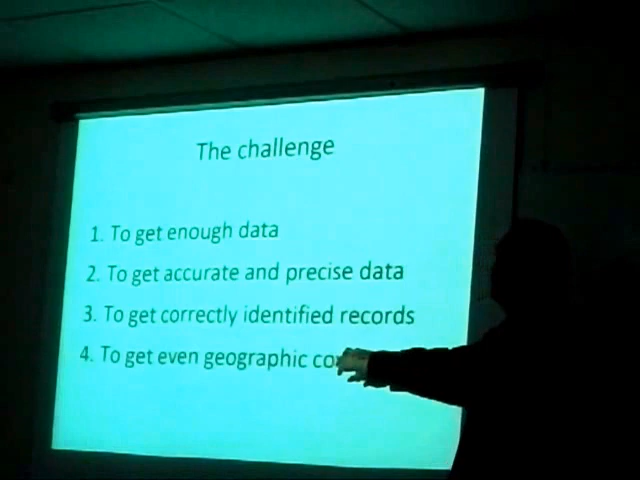 The challenge
1. To get enough data
2. To get accurate and precise data
3. To get correctly identified records
4. To get even geographic